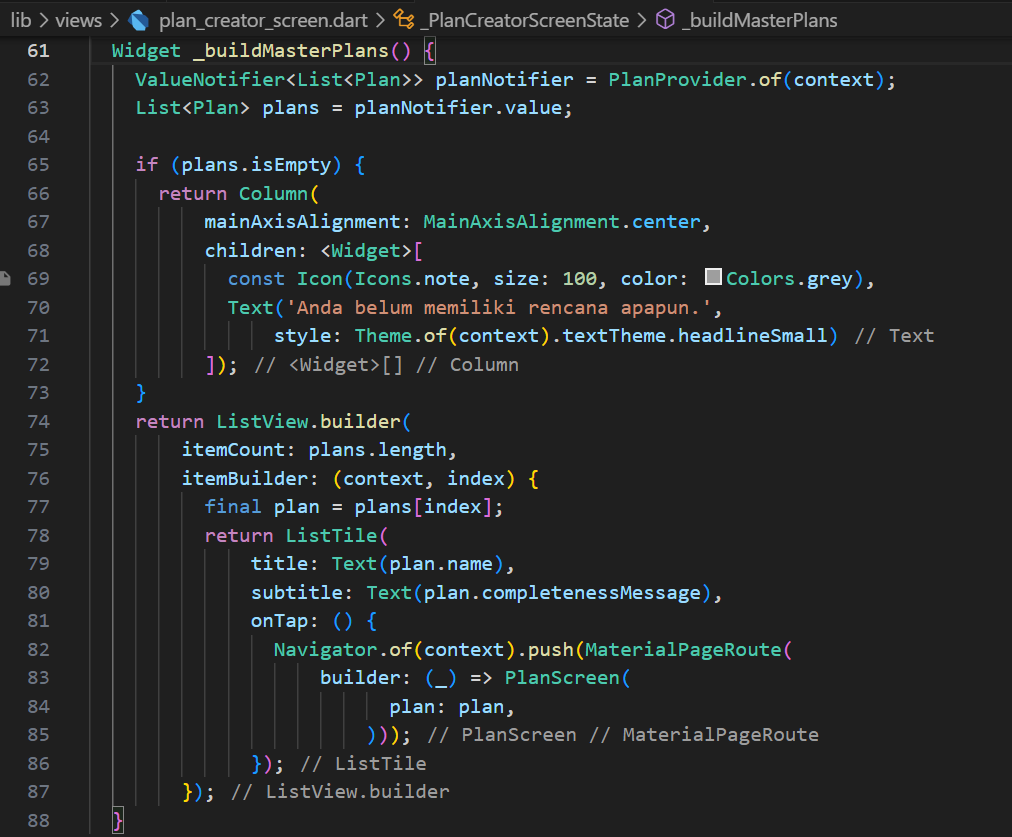 lib > views > plan_creator_screen.dart > _PlanCreatorScreenState > _buildMasterPlans
61 Widget _buildMasterPlans() {
62 ValueNotifier<List<Plan>> planNotifier = PlanProvider.of(context);
63 List<Plan> plans = planNotifier.value;
64
65 if (plans.isEmpty) {
66 return Column(
67 mainAxisAlignment: MainAxisAlignment.center,
68 children: <Widget>[
69 const Icon(Icons.note, size: 100, color: Colors.grey),
70 Text('Anda belum memiliki rencana apapun.',
71 style: Theme.of(context).textTheme.headlineSmall) // Text
72 ]); // <Widget>[] // Column
73 }
74 return ListView.builder(
75 itemCount: plans.length,
76 itemBuilder: (context, index) {
77 final plan = plans[index];
78 return ListTile(
79 title: Text(plan.name),
80 subtitle: Text(plan.completenessMessage),
81 onTap: () {
82 Navigator.of(context).push(MaterialPageRoute(
83 builder: (_) => PlanScreen(
84 plan: plan,
85 ))); // PlanScreen // MaterialPageRoute
86 }); // ListTile
87 }); // ListView.builder
88 }